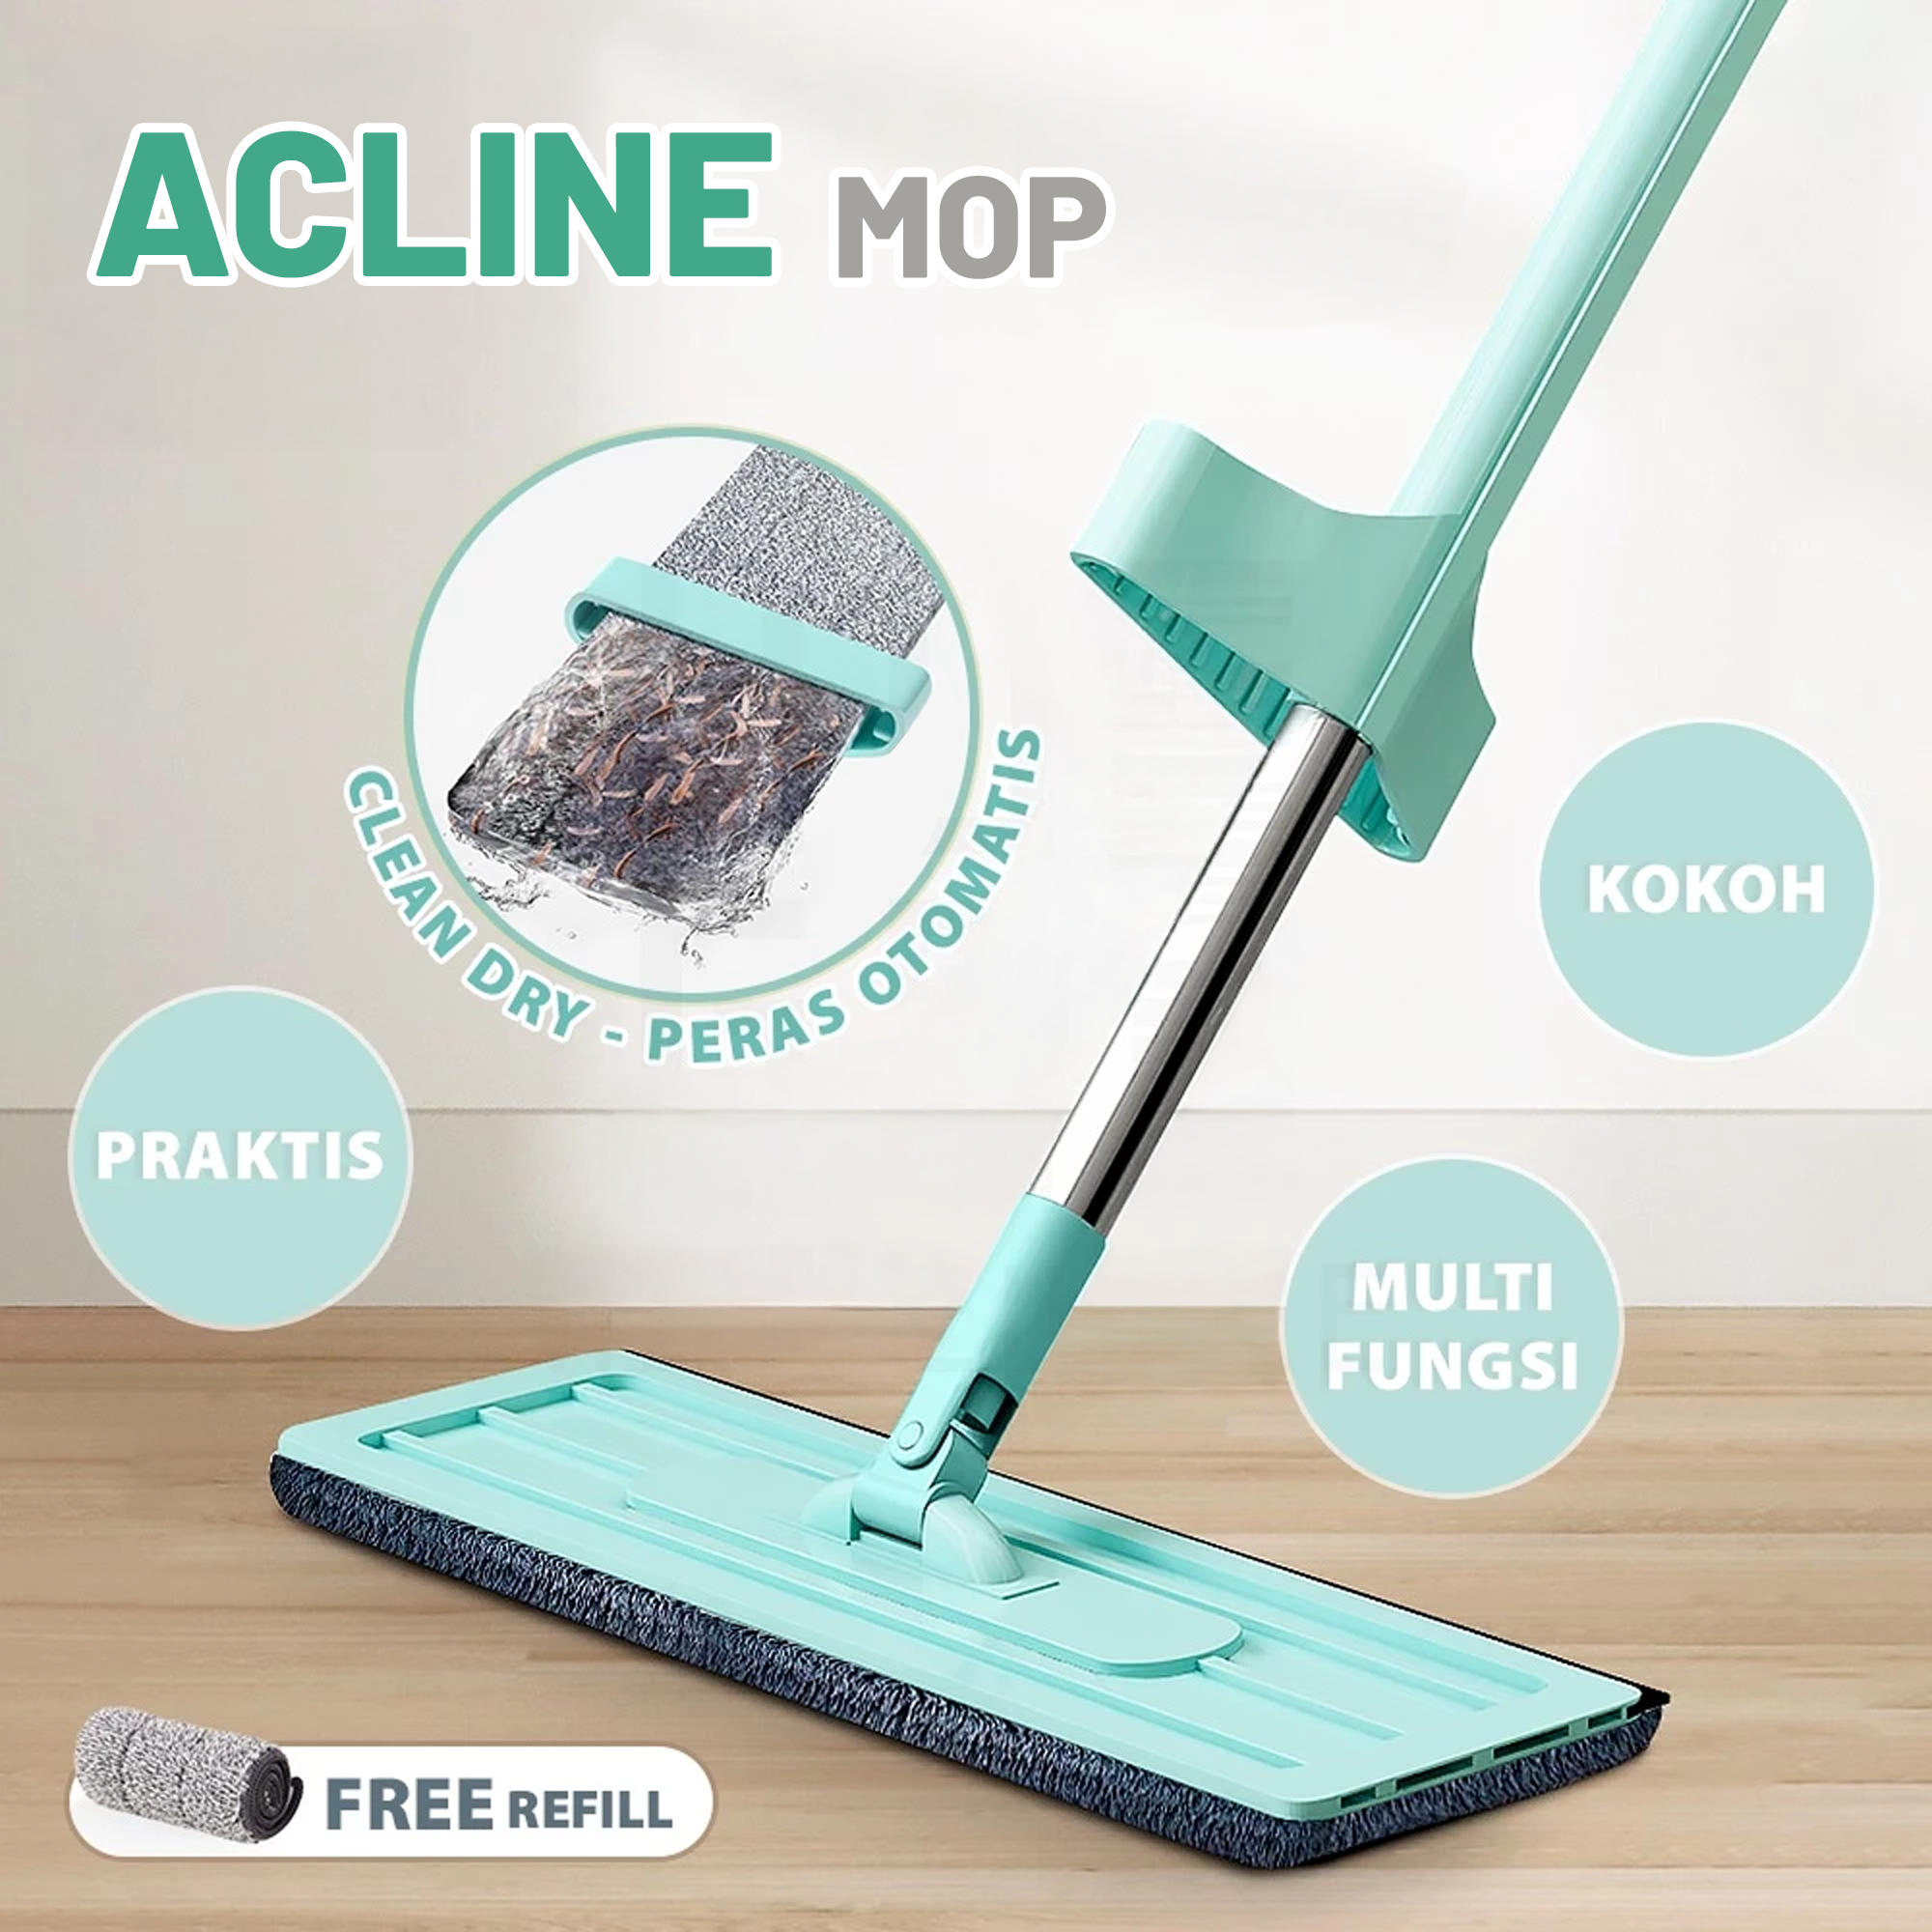 ACLINE MOP
CLEAN DRY - PERAS OTOMATIS
KOKOH
PRAKTIS
MULTI
FUNGSI
FREE REFILL